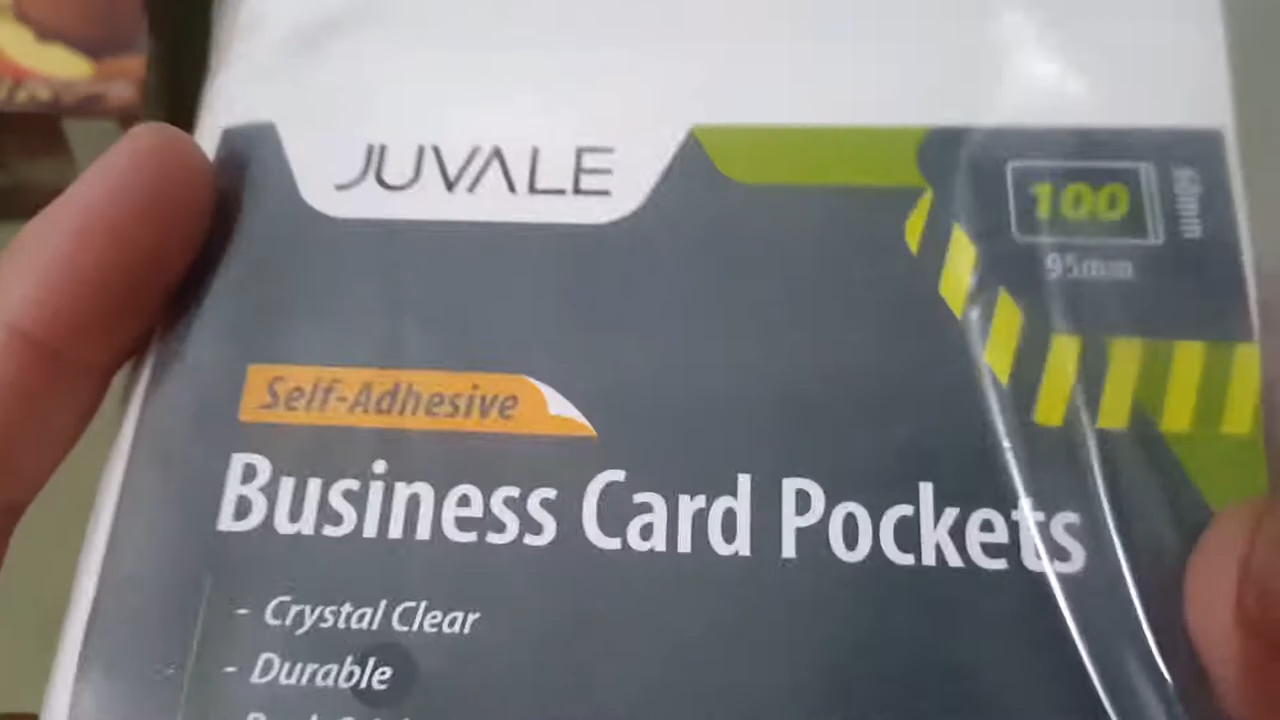 JUVALE
100
60mm
95mm
Self-Adhesive
Business Card Pockets
- Crystal Clear
- Durable